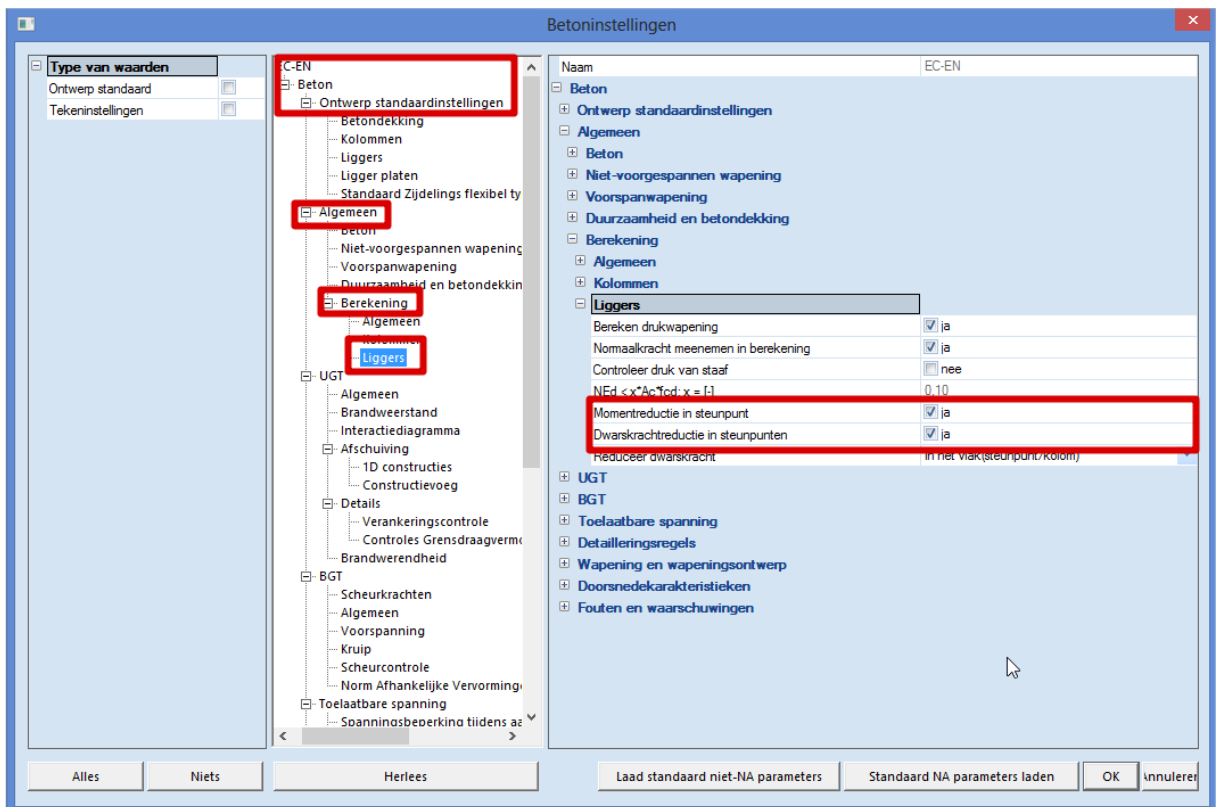 Betoninstellingen
Type van waarden
Ontwerp standaard
Tekeninstellingen
EC-EN
Beton
Ontwerp standaardinstellingen
Betondekking
Kolommen
Liggers
Ligger platen
Standaard Zijdelings flexibel ty
Algemeen
Beton
Niet-voorgespannen wapening
Voorspanwapening
Duurzaamheid en betondekkin
Berekening
Algemeen
Kolommen
Liggers
UGT
Algemeen
Brandweerstand
Interactiediagramma
Afschuiving
1D constructies
Constructievoeg
Details
Verankeringscontrole
Controles Grensdraagvermo
Brandwerendheid
BGT
Scheurkrachten
Algemeen
Voorspanning
Kruip
Scheurcontrole
Norm Afhankelijke Vervorminge
Toelaatbare spanning
Spanningsbeperking tijdens aa
Naam EC-EN
Beton
Ontwerp standaardinstellingen
Algemeen
Beton
Niet-voorgespannen wapening
Voorspanwapening
Duurzaamheid en betondekking
Berekening
Algemeen
Kolommen
Liggers
Bereken drukwapening ja
Normaalkracht meenemen in berekening ja
Controleer druk van staaf nee
NEd < x*Ac*fcd; x = [-] 0,10
Momentreductie in steunpunt ja
Dwarskrachtreductie in steunpunten ja
Reduceer dwarskracht In het vlak(steunpunt/kolom)
UGT
BGT
Toelaatbare spanning
Detailleringsregels
Wapening en wapeningsontwerp
Doorsnedekarakteristieken
Fouten en waarschuwingen
Alles Niets Herlees Laad standaard niet-NA parameters Standaard NA parameters laden OK Annuleren